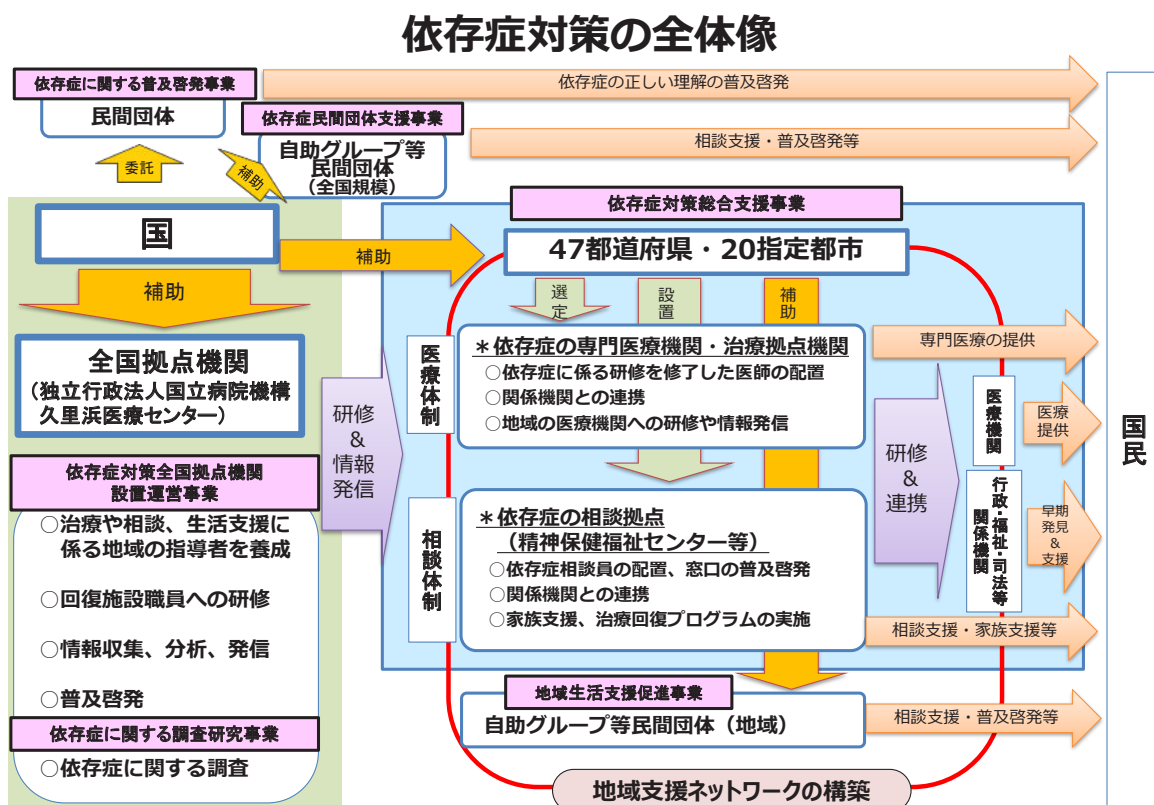 依存症対策の全体像
依存症に関する普及啓発事業
民間団体
依存症の正しい理解の普及啓発
依存症民間団体支援事業
自助グループ等
民間団体
(全国規模)
相談支援・普及啓発等
委託
補助
国
補助
補助
全国拠点機関
(独立行政法人国立病院機構
久里浜医療センター)
依存症対策全国拠点機関
設置運営事業
○治療や相談、生活支援に
係る地域の指導者を養成
○回復施設職員への研修
○情報収集、分析、発信
○普及啓発
依存症に関する調査研究事業
○依存症に関する調査
研修
&
情報
発信
依存症対策総合支援事業
47都道府県・20指定都市
選定
設置
補助
医療体制
*依存症の専門医療機関・治療拠点機関
○依存症に係る研修を修了した医師の配置
○関係機関との連携
○地域の医療機関への研修や情報発信
相談体制
*依存症の相談拠点
(精神保健福祉センター等)
○依存症相談員の配置、窓口の普及啓発
○関係機関との連携
○家族支援、治療回復プログラムの実施
地域生活支援促進事業
自助グループ等民間団体(地域)
地域支援ネットワークの構築
専門医療の提供
研修
&
連携
医療機関
医療
提供
行政・福祉・司法等
関係機関
早期
発見
&
支援
相談支援・家族支援等
相談支援・普及啓発等
国民